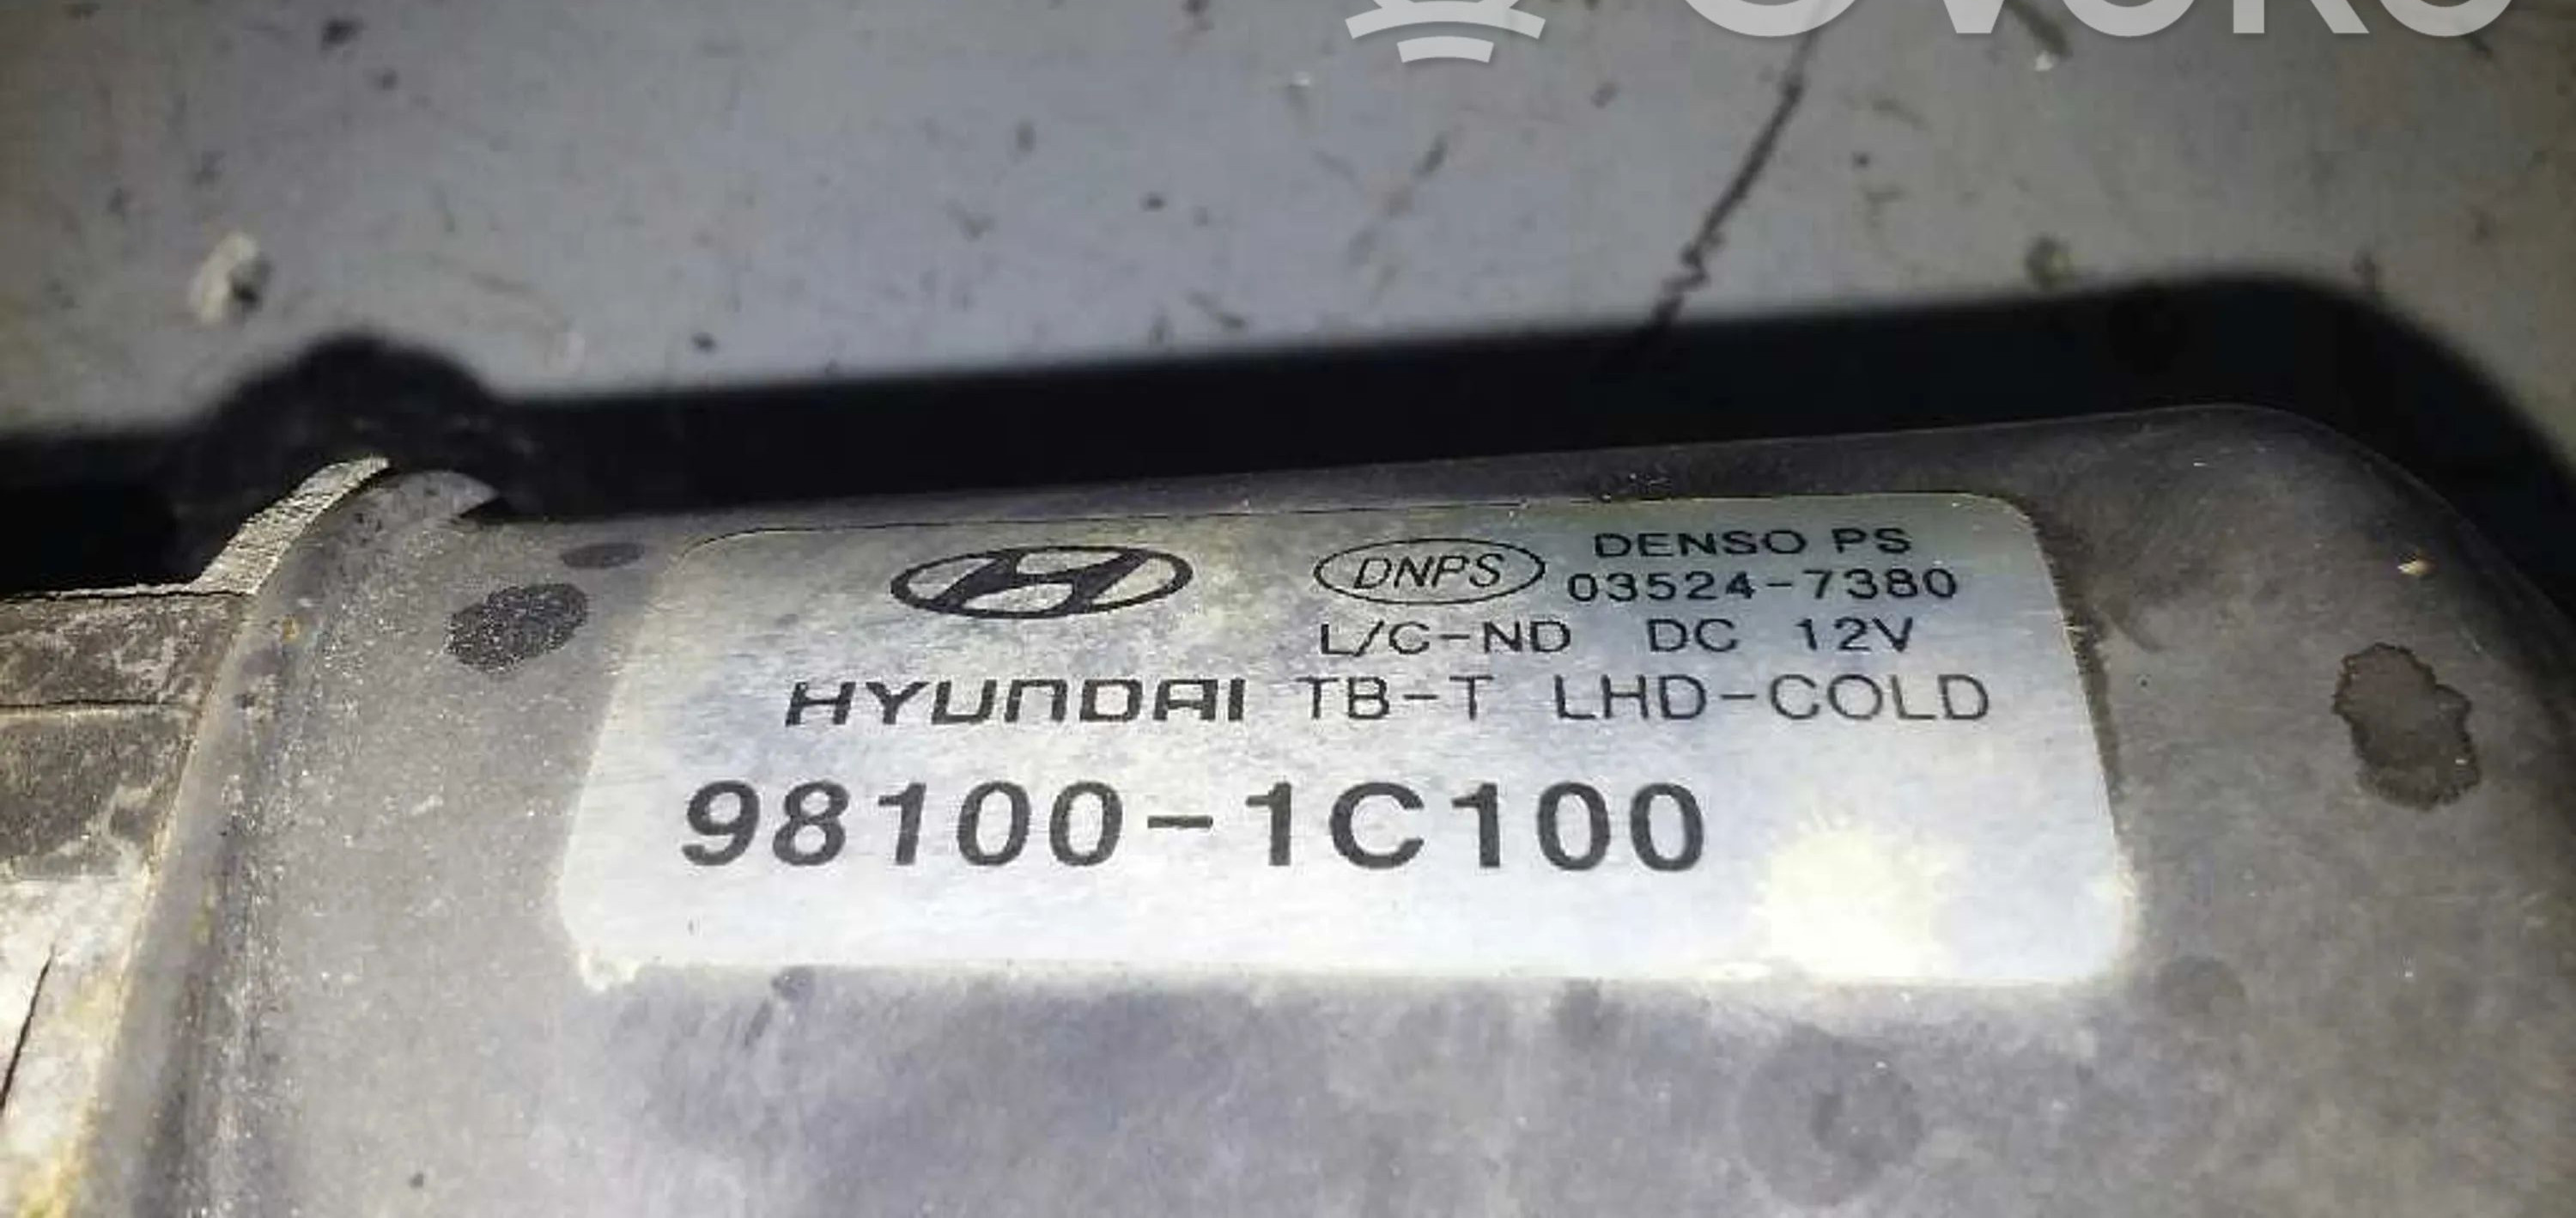 DNPS DENSO PS
03524-7380
L/C-ND DC 12V
HYUNDAI TB-T LHD-COLD
98100-1C100